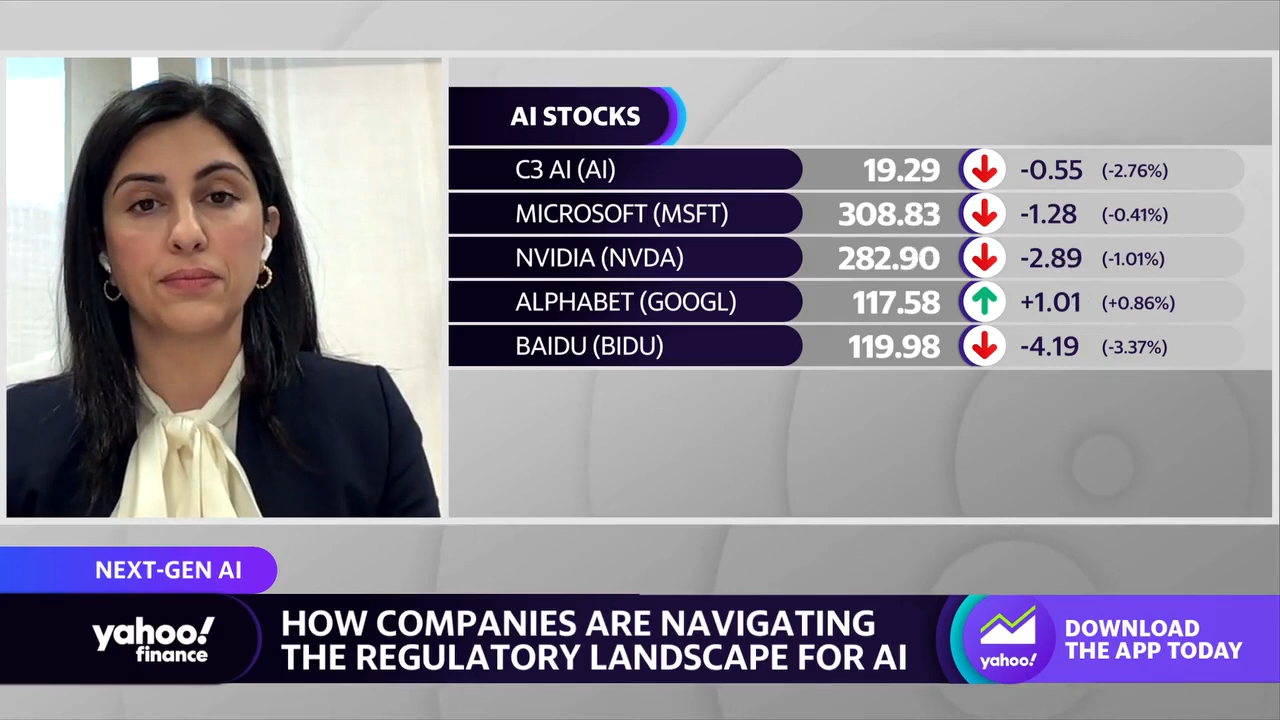 AI STOCKS
C3 AI (AI) 19.29 -0.55 (-2.76%)
MICROSOFT (MSFT) 308.83 -1.28 (-0.41%)
NVIDIA (NVDA) 282.90 -2.89 (-1.01%)
ALPHABET (GOOGL) 117.58 +1.01 (+0.86%)
BAIDU (BIDU) 119.98 -4.19 (-3.37%)
NEXT-GEN AI
yahoo!
finance
HOW COMPANIES ARE NAVIGATING
THE REGULATORY LANDSCAPE FOR AI
yahoo!
DOWNLOAD
THE APP TODAY